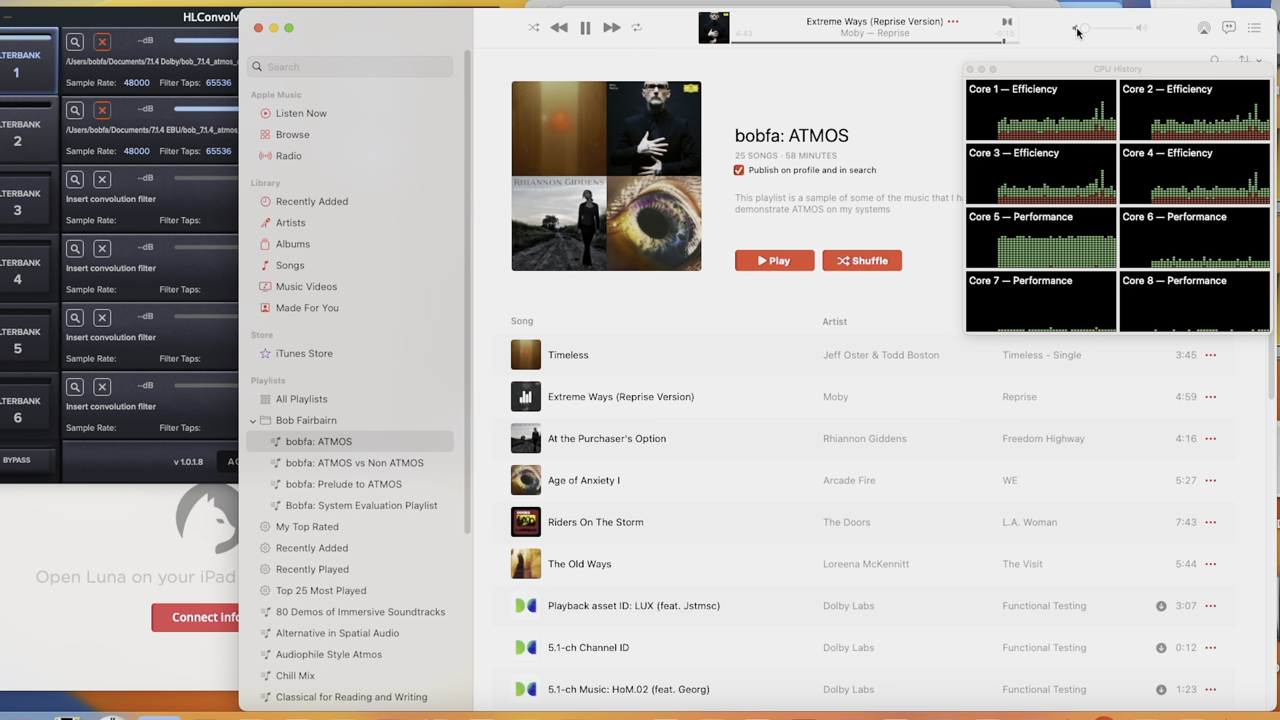 HLConvolv
LTERBANK
1
--dB
/Users/bobfa/Documents/7.1.4 Dolby/bob_7.1.4_atmos_
Sample Rate: 48000 Filter Taps: 65536
LTERBANK
2
--dB
/Users/bobfa/Documents/7.1.4 EBU/bob_7.1.4_atmos_
Sample Rate: 48000 Filter Taps: 65536
LTERBANK
3
--dB
Insert convolution filter
Sample Rate: Filter Taps:
LTERBANK
4
--dB
Insert convolution filter
Sample Rate: Filter Taps:
LTERBANK
5
--dB
Insert convolution filter
Sample Rate: Filter Taps:
LTERBANK
6
--dB
Insert convolution filter
Sample Rate: Filter Taps:
BYPASS
v 1.0.1.8
Open Luna on your iPad
Connect info
Search
Apple Music
Listen Now
Browse
Radio
Library
Recently Added
Artists
Albums
Songs
Music Videos
Made For You
Store
iTunes Store
Playlists
All Playlists
Bob Fairbairn
bobfa: ATMOS
bobfa: ATMOS vs Non ATMOS
bobfa: Prelude to ATMOS
Bobfa: System Evaluation Playlist
My Top Rated
Recently Added
Recently Played
Top 25 Most Played
80 Demos of Immersive Soundtracks
Alternative in Spatial Audio
Audiophile Style Atmos
Chill Mix
Classical for Reading and Writing
Extreme Ways (Reprise Version)
4:43 Moby — Reprise -0:15
RHIANNON GIDDENS
bobfa: ATMOS
25 SONGS · 58 MINUTES
Publish on profile and in search
This playlist is a sample of some of the music that I h
demonstrate ATMOS on my systems
Play
Shuffle
CPU History
Core 1 — Efficiency Core 2 — Efficiency
Core 3 — Efficiency Core 4 — Efficiency
Core 5 — Performance Core 6 — Performance
Core 7 — Performance Core 8 — Performance
Song Artist
Timeless Jeff Oster & Todd Boston Timeless - Single 3:45
Extreme Ways (Reprise Version) Moby Reprise 4:59
At the Purchaser's Option Rhiannon Giddens Freedom Highway 4:16
Age of Anxiety I Arcade Fire WE 5:27
Riders On The Storm The Doors L.A. Woman 7:43
The Old Ways Loreena McKennitt The Visit 5:44
Playback asset ID: LUX (feat. Jstmsc) Dolby Labs Functional Testing 3:07
5.1-ch Channel ID Dolby Labs Functional Testing 0:12
5.1-ch Music: HoM.02 (feat. Georg) Dolby Labs Functional Testing 1:23